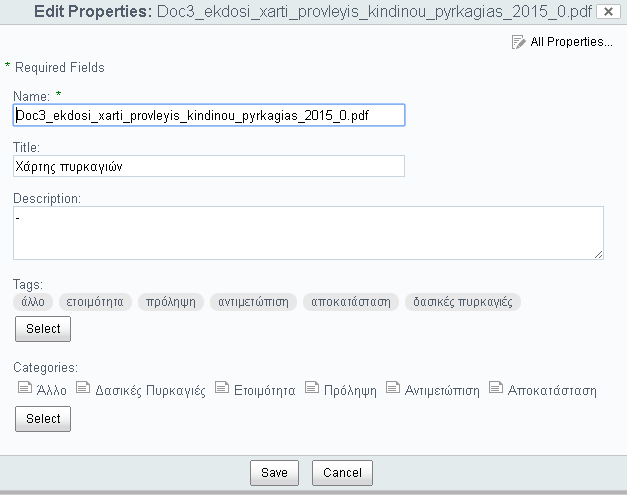 Edit Properties: Doc3_ekdosi_xarti_provleyis_kindinou_pyrkagias_2015_0.pdf
All Properties...
* Required Fields
Name: *
Doc3_ekdosi_xarti_provleyis_kindinou_pyrkagias_2015_0.pdf
Title:
Χάρτης πυρκαγιών
Description:
-
Tags:
άλλο ετοιμότητα πρόληψη αντιμετώπιση αποκατάσταση δασικές πυρκαγιές
Select
Categories:
Άλλο Δασικές Πυρκαγιές Ετοιμότητα Πρόληψη Αντιμετώπιση Αποκατάσταση
Select
Save Cancel